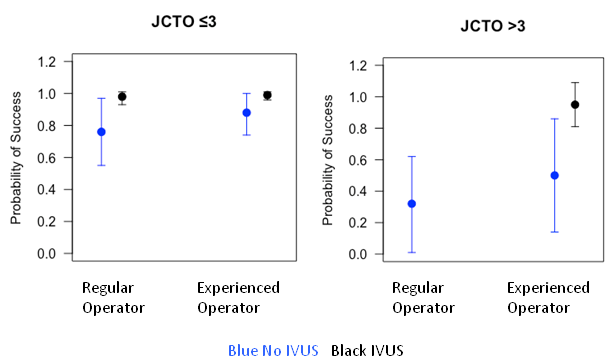 JCTO ≤3
Probability of Success
1.2
1.0
0.8
0.6
0.4
0.2
0.0
Regular
Operator
Experienced
Operator
JCTO >3
Probability of Success
1.2
1.0
0.8
0.6
0.4
0.2
0.0
Regular
Operator
Experienced
Operator
Blue No IVUS Black IVUS